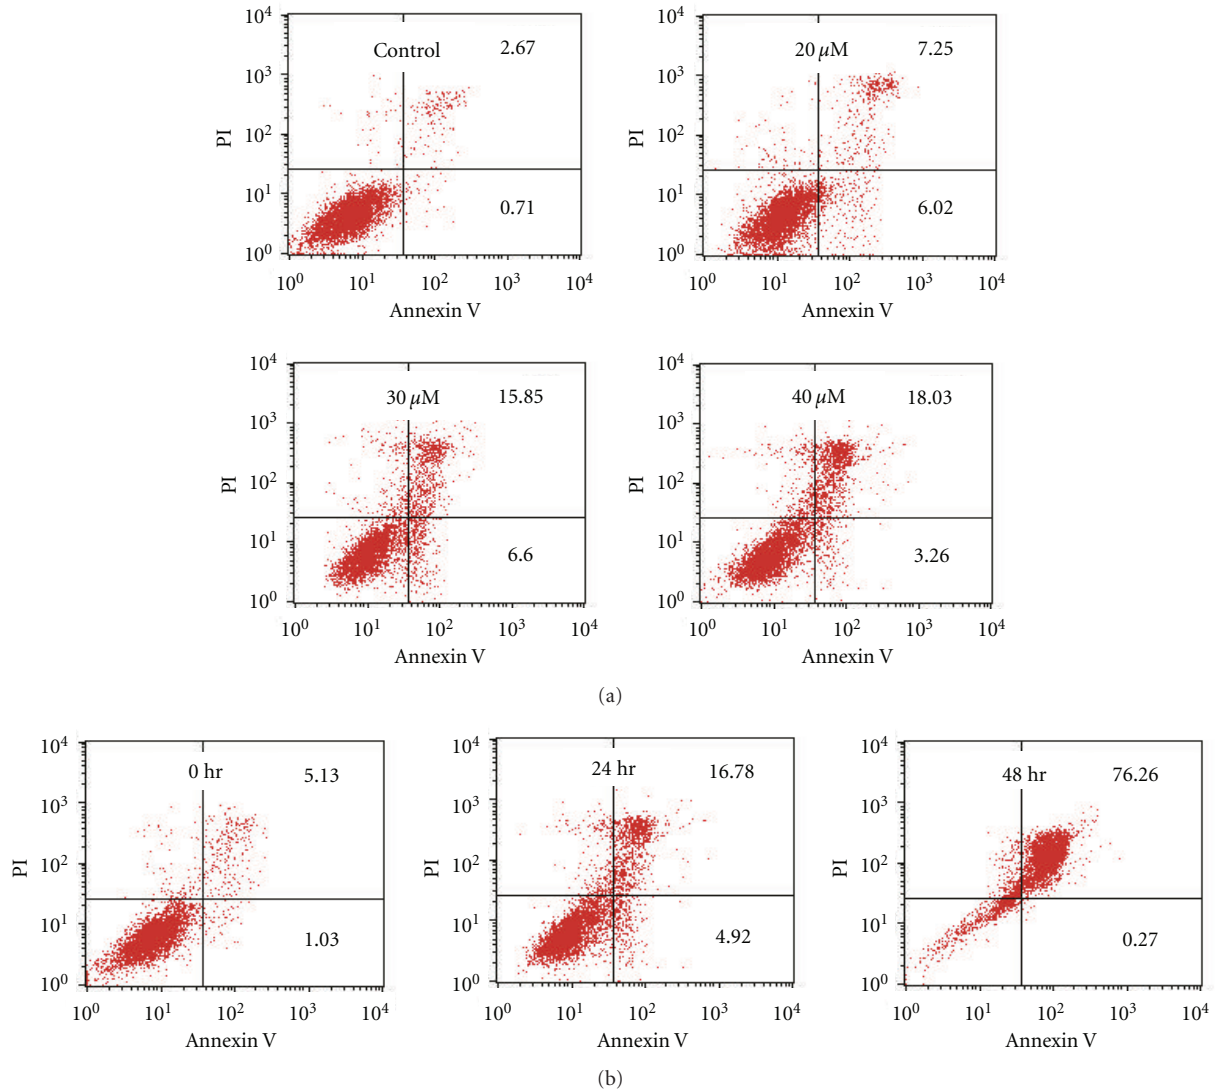 10⁴
10³
10²
10¹
10⁰
PI
Control
2.67
0.71
10⁰ 10¹ 10² 10³ 10⁴
Annexin V
10⁴
10³
10²
10¹
10⁰
PI
20 μM
7.25
6.02
10⁰ 10¹ 10² 10³ 10⁴
Annexin V
10⁴
10³
10²
10¹
10⁰
PI
30 μM
15.85
6.6
10⁰ 10¹ 10² 10³ 10⁴
Annexin V
10⁴
10³
10²
10¹
10⁰
PI
40 μM
18.03
3.26
10⁰ 10¹ 10² 10³ 10⁴
Annexin V
(a)
10⁴
10³
10²
10¹
10⁰
PI
0 hr
5.13
1.03
10⁰ 10¹ 10² 10³ 10⁴
Annexin V
10⁴
10³
10²
10¹
10⁰
PI
24 hr
16.78
4.92
10⁰ 10¹ 10² 10³ 10⁴
Annexin V
10⁴
10³
10²
10¹
10⁰
PI
48 hr
76.26
0.27
10⁰ 10¹ 10² 10³ 10⁴
Annexin V
(b)